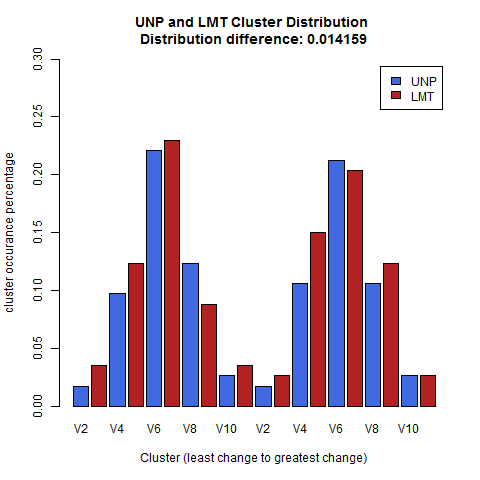 UNP and LMT Cluster Distribution
Distribution difference: 0.014159
UNP
LMT
cluster occurance percentage
0.30
0.25
0.20
0.15
0.10
0.05
0.00
V2 V4 V6 V8 V10 V2 V4 V6 V8 V10
Cluster (least change to greatest change)